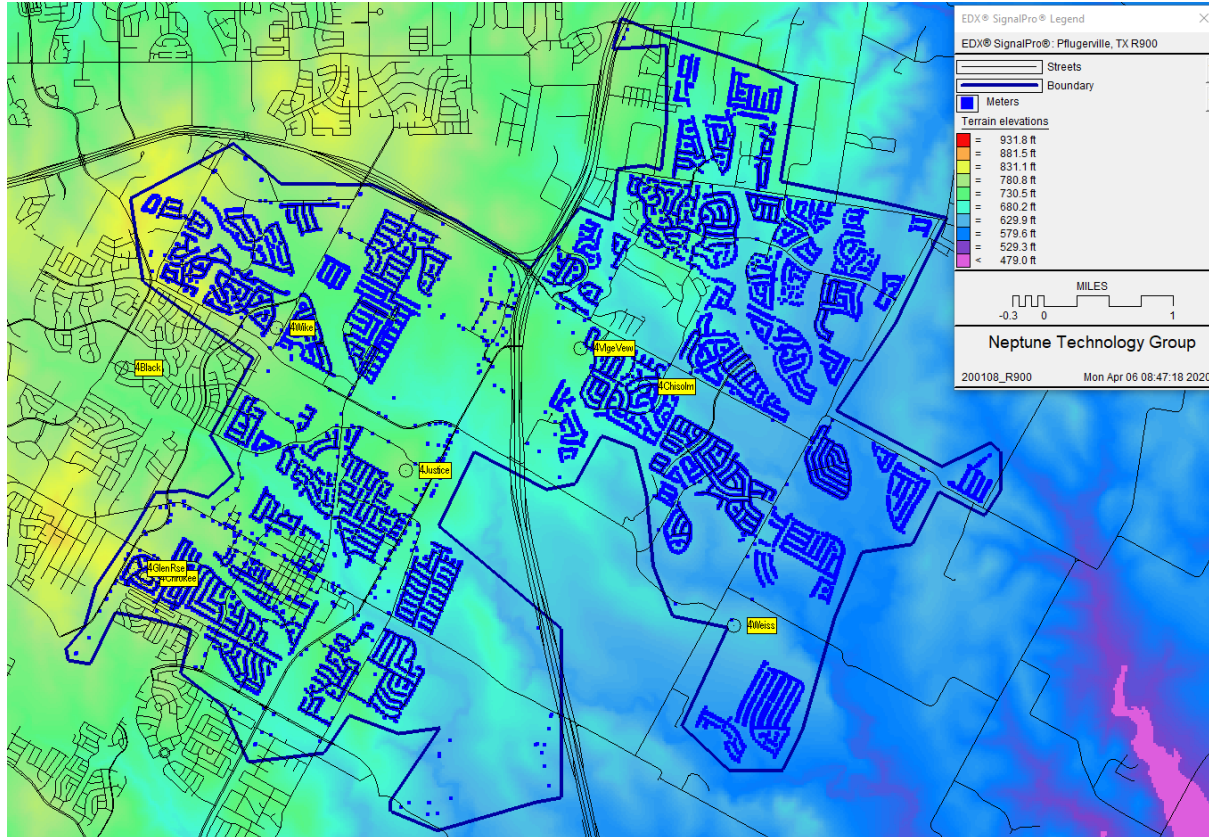 EDX® SignalPro® Legend
EDX® SignalPro®: Pflugerville, TX R900
Streets
Boundary
Meters
Terrain elevations
= 931.8 ft
= 881.5 ft
= 831.1 ft
= 780.8 ft
= 730.5 ft
= 680.2 ft
= 629.9 ft
= 579.6 ft
= 529.3 ft
< 479.0 ft
MILES
-0.3 0 1
Neptune Technology Group
200108_R900 Mon Apr 06 08:47:18 2020
4Wike
4VlgeVew
4Black
4Chisolm
4Justice
4GlenRse
4Cherokee
4Weiss